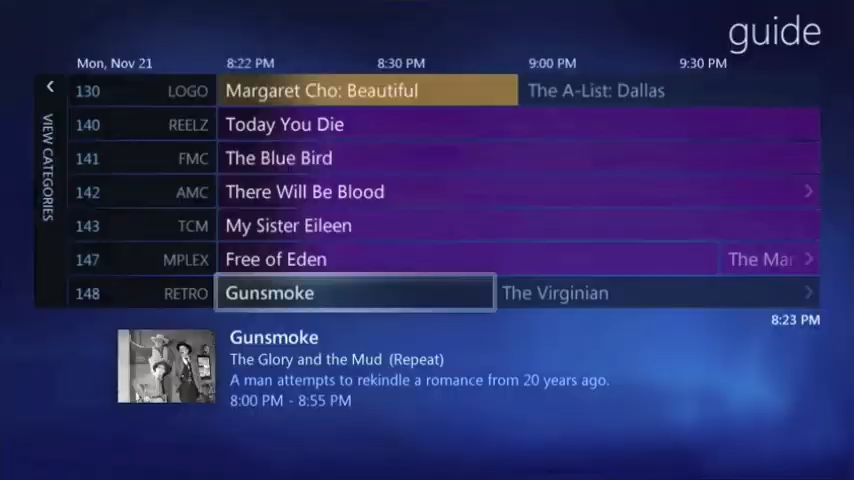 guide
Mon, Nov 21 8:22 PM 8:30 PM 9:00 PM 9:30 PM
VIEW CATEGORIES
130 LOGO Margaret Cho: Beautiful The A-List: Dallas
140 REELZ Today You Die
141 FMC The Blue Bird
142 AMC There Will Be Blood
143 TCM My Sister Eileen
147 MPLEX Free of Eden The Mar
148 RETRO Gunsmoke The Virginian
8:23 PM
Gunsmoke
The Glory and the Mud (Repeat)
A man attempts to rekindle a romance from 20 years ago.
8:00 PM - 8:55 PM